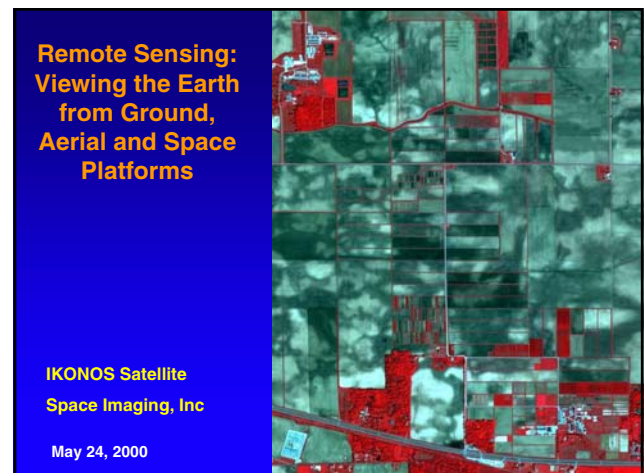 Remote Sensing:
Viewing the Earth
from Ground,
Aerial and Space
Platforms
IKONOS Satellite
Space Imaging, Inc
May 24, 2000